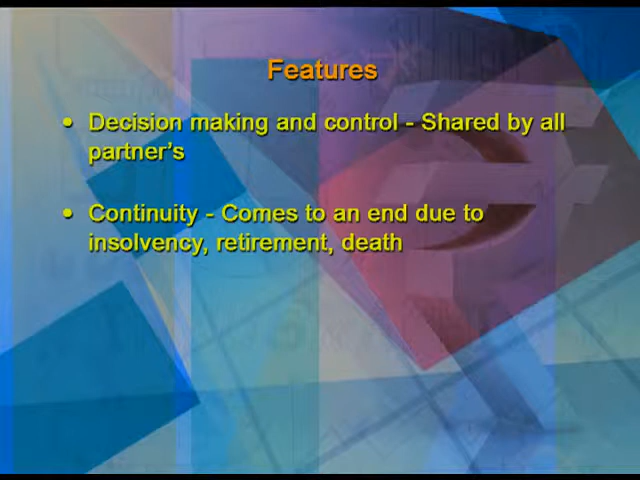 Features
• Decision making and control - Shared by all
partner's
• Continuity - Comes to an end due to
insolvency, retirement, death